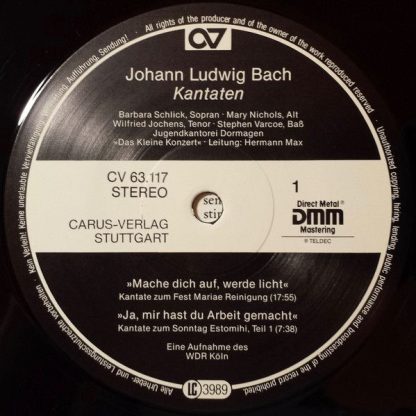 All rights of the producer and of the owner of the work reproduced reserved.
Unauthorized copying, hiring, lending, public performance and broadcasting of the record prohibited.
Johann Ludwig Bach
Kantaten
Barbara Schlick, Sopran · Mary Nichols, Alt
Wilfried Jochens, Tenor · Stephen Varcoe, Baß
Jugendkantorei Dormagen
»Das Kleine Konzert« · Leitung: Hermann Max
CV 63.117
STEREO
CARUS-VERLAG
STUTTGART
1
Direct Metal
DMM
Mastering
® TELDEC
»Mache dich auf, werde licht«
Kantate zum Fest Mariae Reinigung (17:55)
»Ja, mir hast du Arbeit gemacht«
Kantate zum Sonntag Estomihi, Teil 1 (7:38)
Eine Aufnahme des
WDR Köln
LC 3989
Alle Urheber- und Leistungsschutzrechte vorbehalten
Kein Verleih! Keine unerlaubte Vervielfältigung, Vermietung, Aufführung, Sendung!